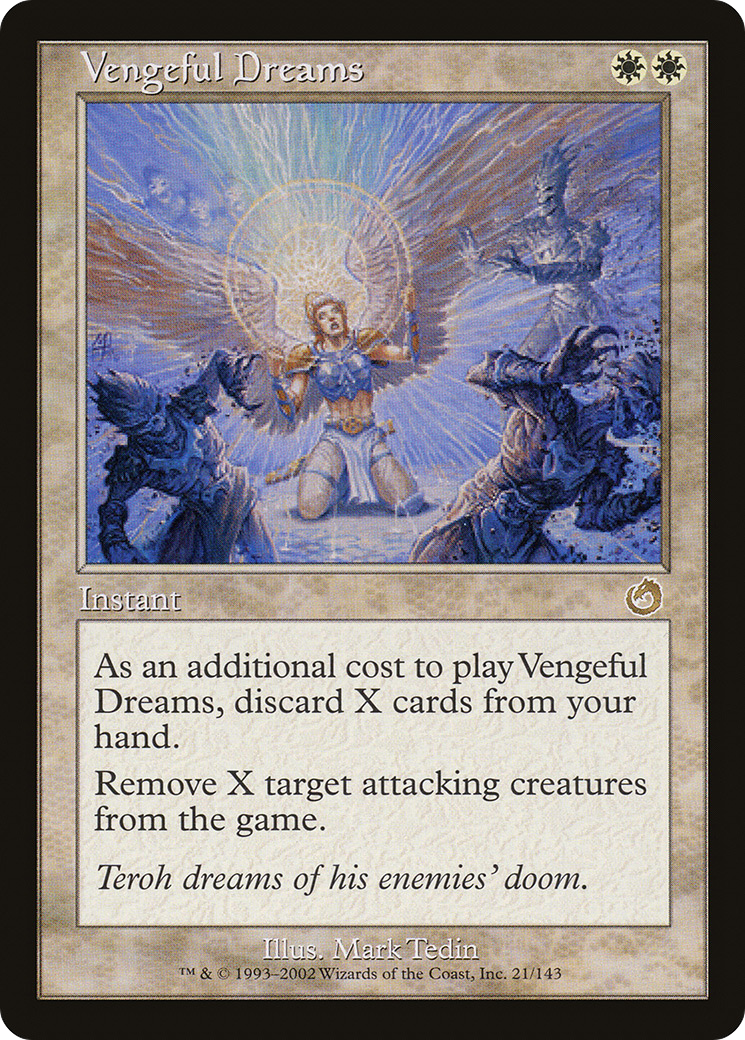 Vengeful Dreams
Instant
As an additional cost to play Vengeful
Dreams, discard X cards from your
hand.
Remove X target attacking creatures
from the game.
Teroh dreams of his enemies' doom.
Illus. Mark Tedin
™ & © 1993–2002 Wizards of the Coast, Inc. 21/143